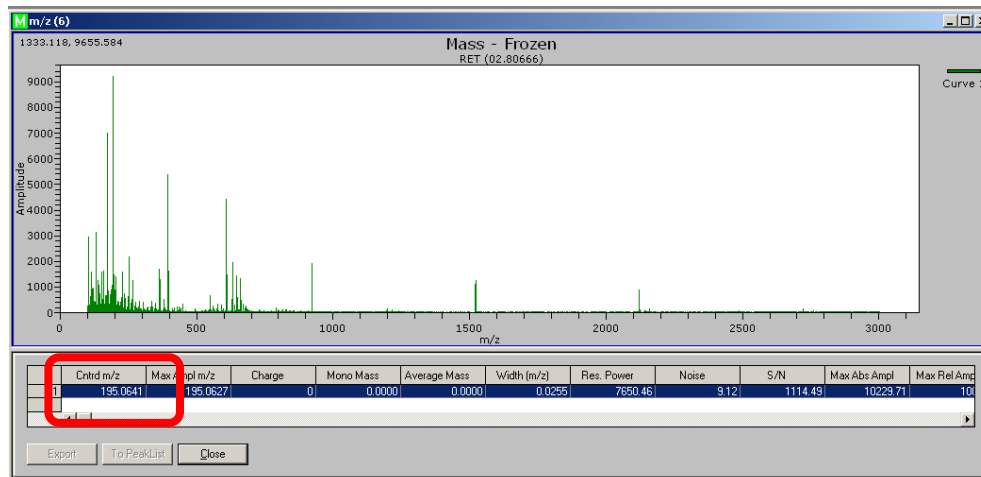 M m/z (6)
1333.118, 9655.584
Mass - Frozen
RET (02.80666)
Curve
Amplitude
9000
8000
7000
6000
5000
4000
3000
2000
1000
0
0 500 1000 1500 2000 2500 3000
m/z
Cntrd m/z Max Ampl m/z Charge Mono Mass Average Mass Width (m/z) Res. Power Noise S/N Max Abs Ampl Max Rel Amp
1 195.0641 195.0627 0 0.0000 0.0000 0.0255 7650.46 9.12 1114.49 10229.71 100
Export To PeakList Close